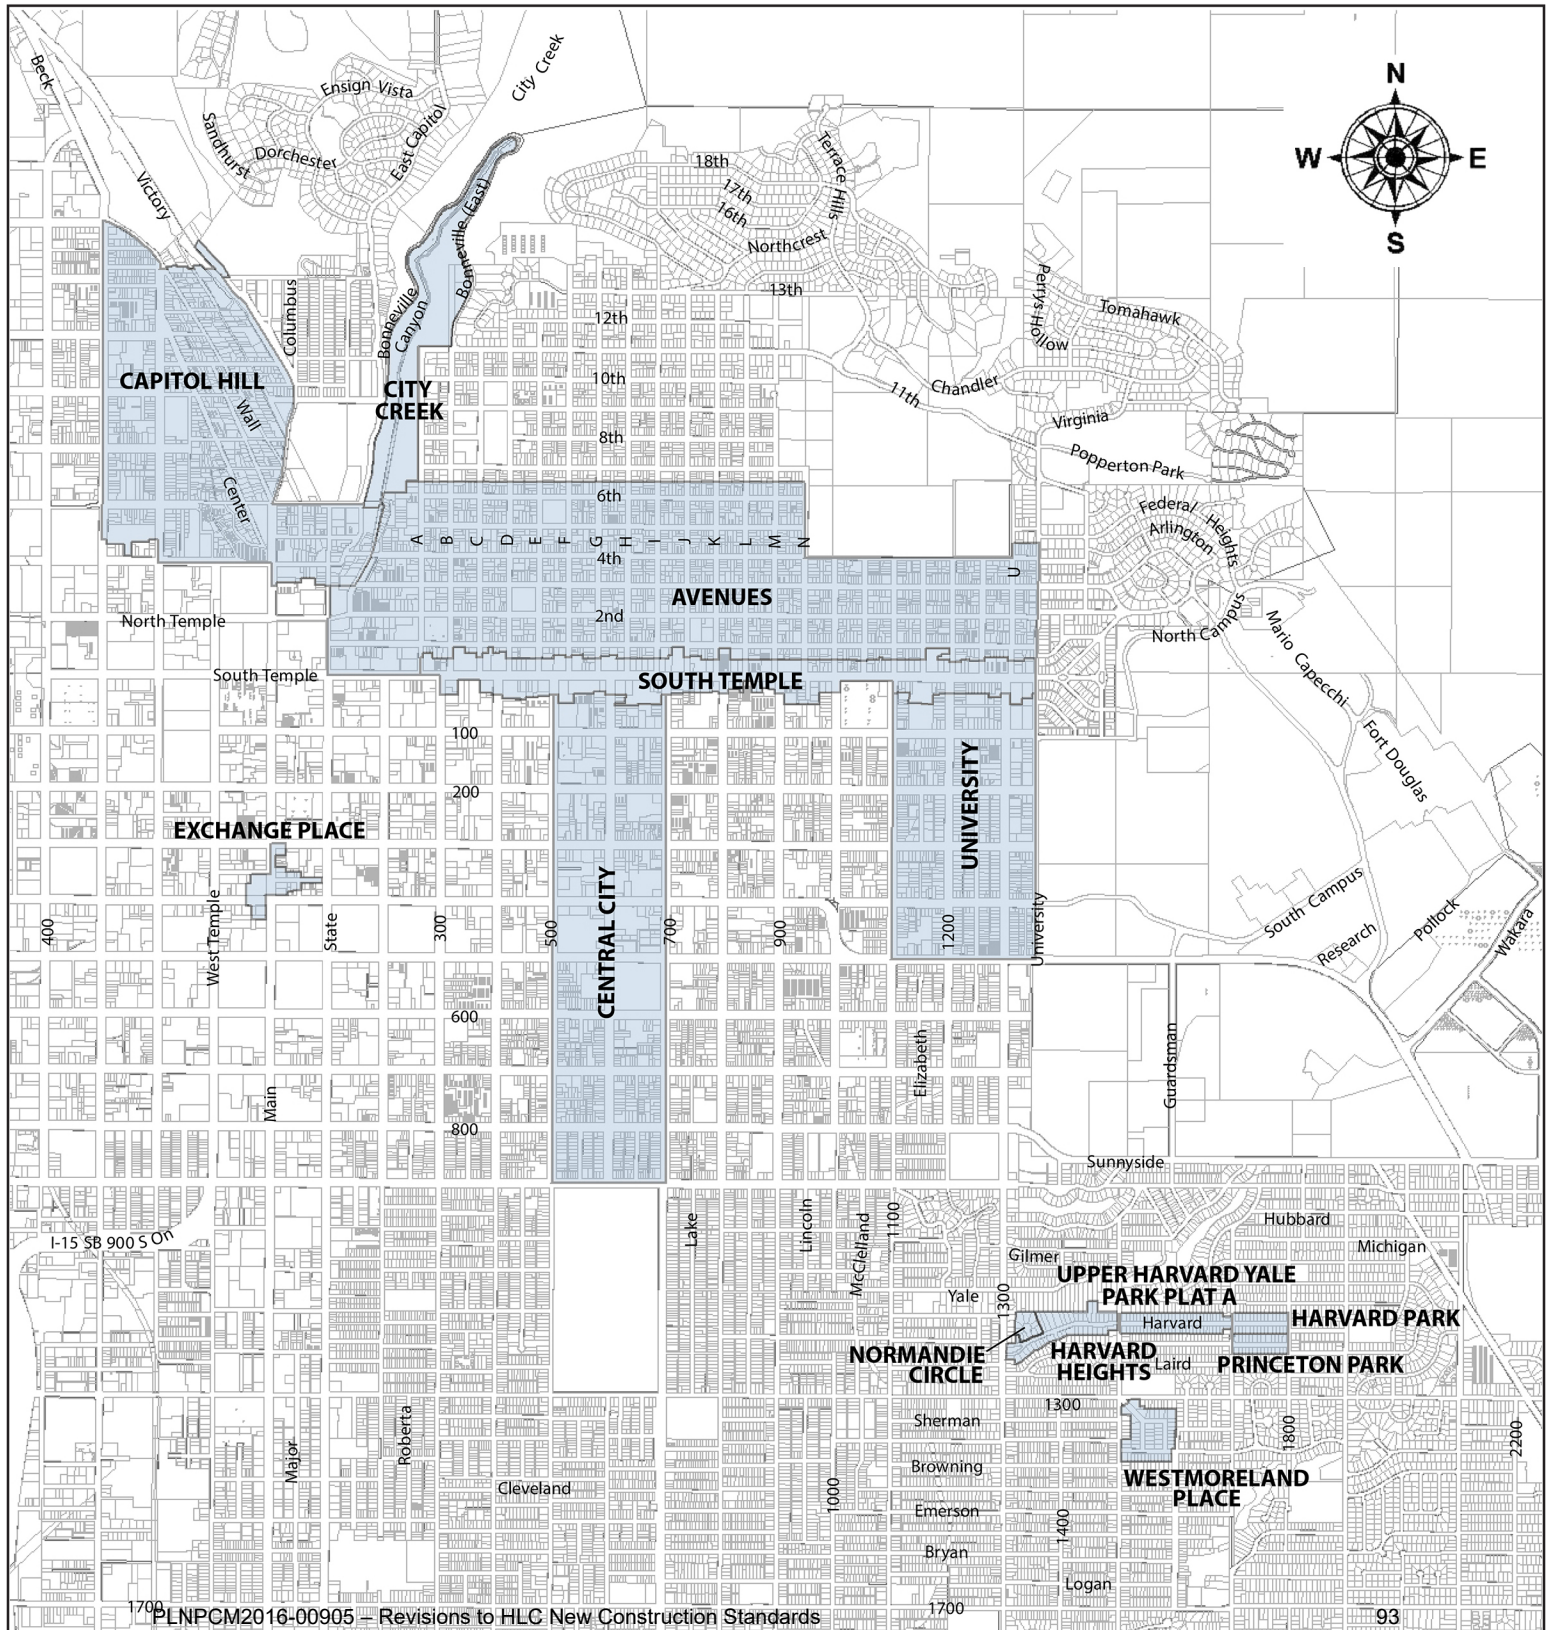 N
W
E
S
Beck
City Creek
Ensign Vista
Sandhurst
Dorchester
East Capitol
Victory
Terrace Hills
18th
17th
16th
Northcrest
Bonneville (East)
13th
12th
Columbus
Bonneville
Canyon
Perrys Hollow
Tomahawk
CAPITOL HILL
CITY
CREEK
10th
11th
Chandler
Wall
8th
Virginia
Popperton Park
Center
6th
Federal Heights
Arlington
A
B
C
D
E
F
G
H
I
J
K
L
M
N
4th
U
AVENUES
2nd
North Temple
North Campus
Mario Capecchi
South Temple
SOUTH TEMPLE
100
Fort Douglas
200
UNIVERSITY
EXCHANGE PLACE
CENTRAL CITY
400
West Temple
State
300
500
700
900
1200
University
South Campus
Research
Pollock
Wakara
600
Elizabeth
Guardsman
Main
800
Sunnyside
I-15 SB 900 S On
Lake
Lincoln
McClelland
1100
Hubbard
Michigan
Gilmer
UPPER HARVARD YALE
PARK PLAT A
Yale
1300
Harvard
HARVARD PARK
NORMANDIE
CIRCLE
HARVARD
HEIGHTS
Laird
PRINCETON PARK
1300
Sherman
Roberta
Major
1800
2200
Browning
WESTMORELAND
PLACE
Cleveland
1000
Emerson
1400
Bryan
Logan
1700
1700
PLNPCM2016-00905 – Revisions to HLC New Construction Standards
93